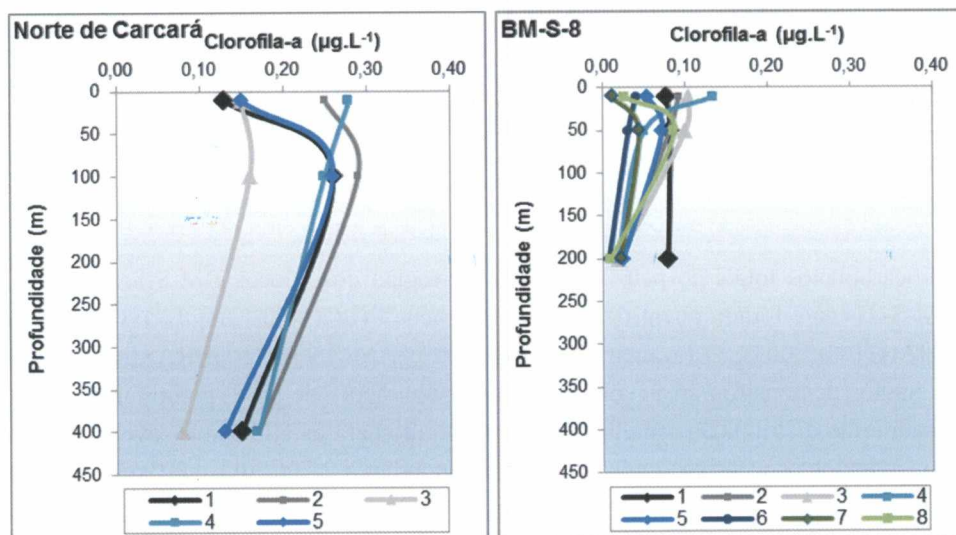 Norte de Carcará
Clorofila-a (µg.L-1)
0,00 0,10 0,20 0,30 0,40
Profundidade (m)
0
50
100
150
200
250
300
350
400
450
1 2 3
4 5
BM-S-8
Clorofila-a (µg.L-1)
0,00 0,10 0,20 0,30 0,40
Profundidade (m)
0
50
100
150
200
250
300
350
400
450
1 2 3 4
5 6 7 8